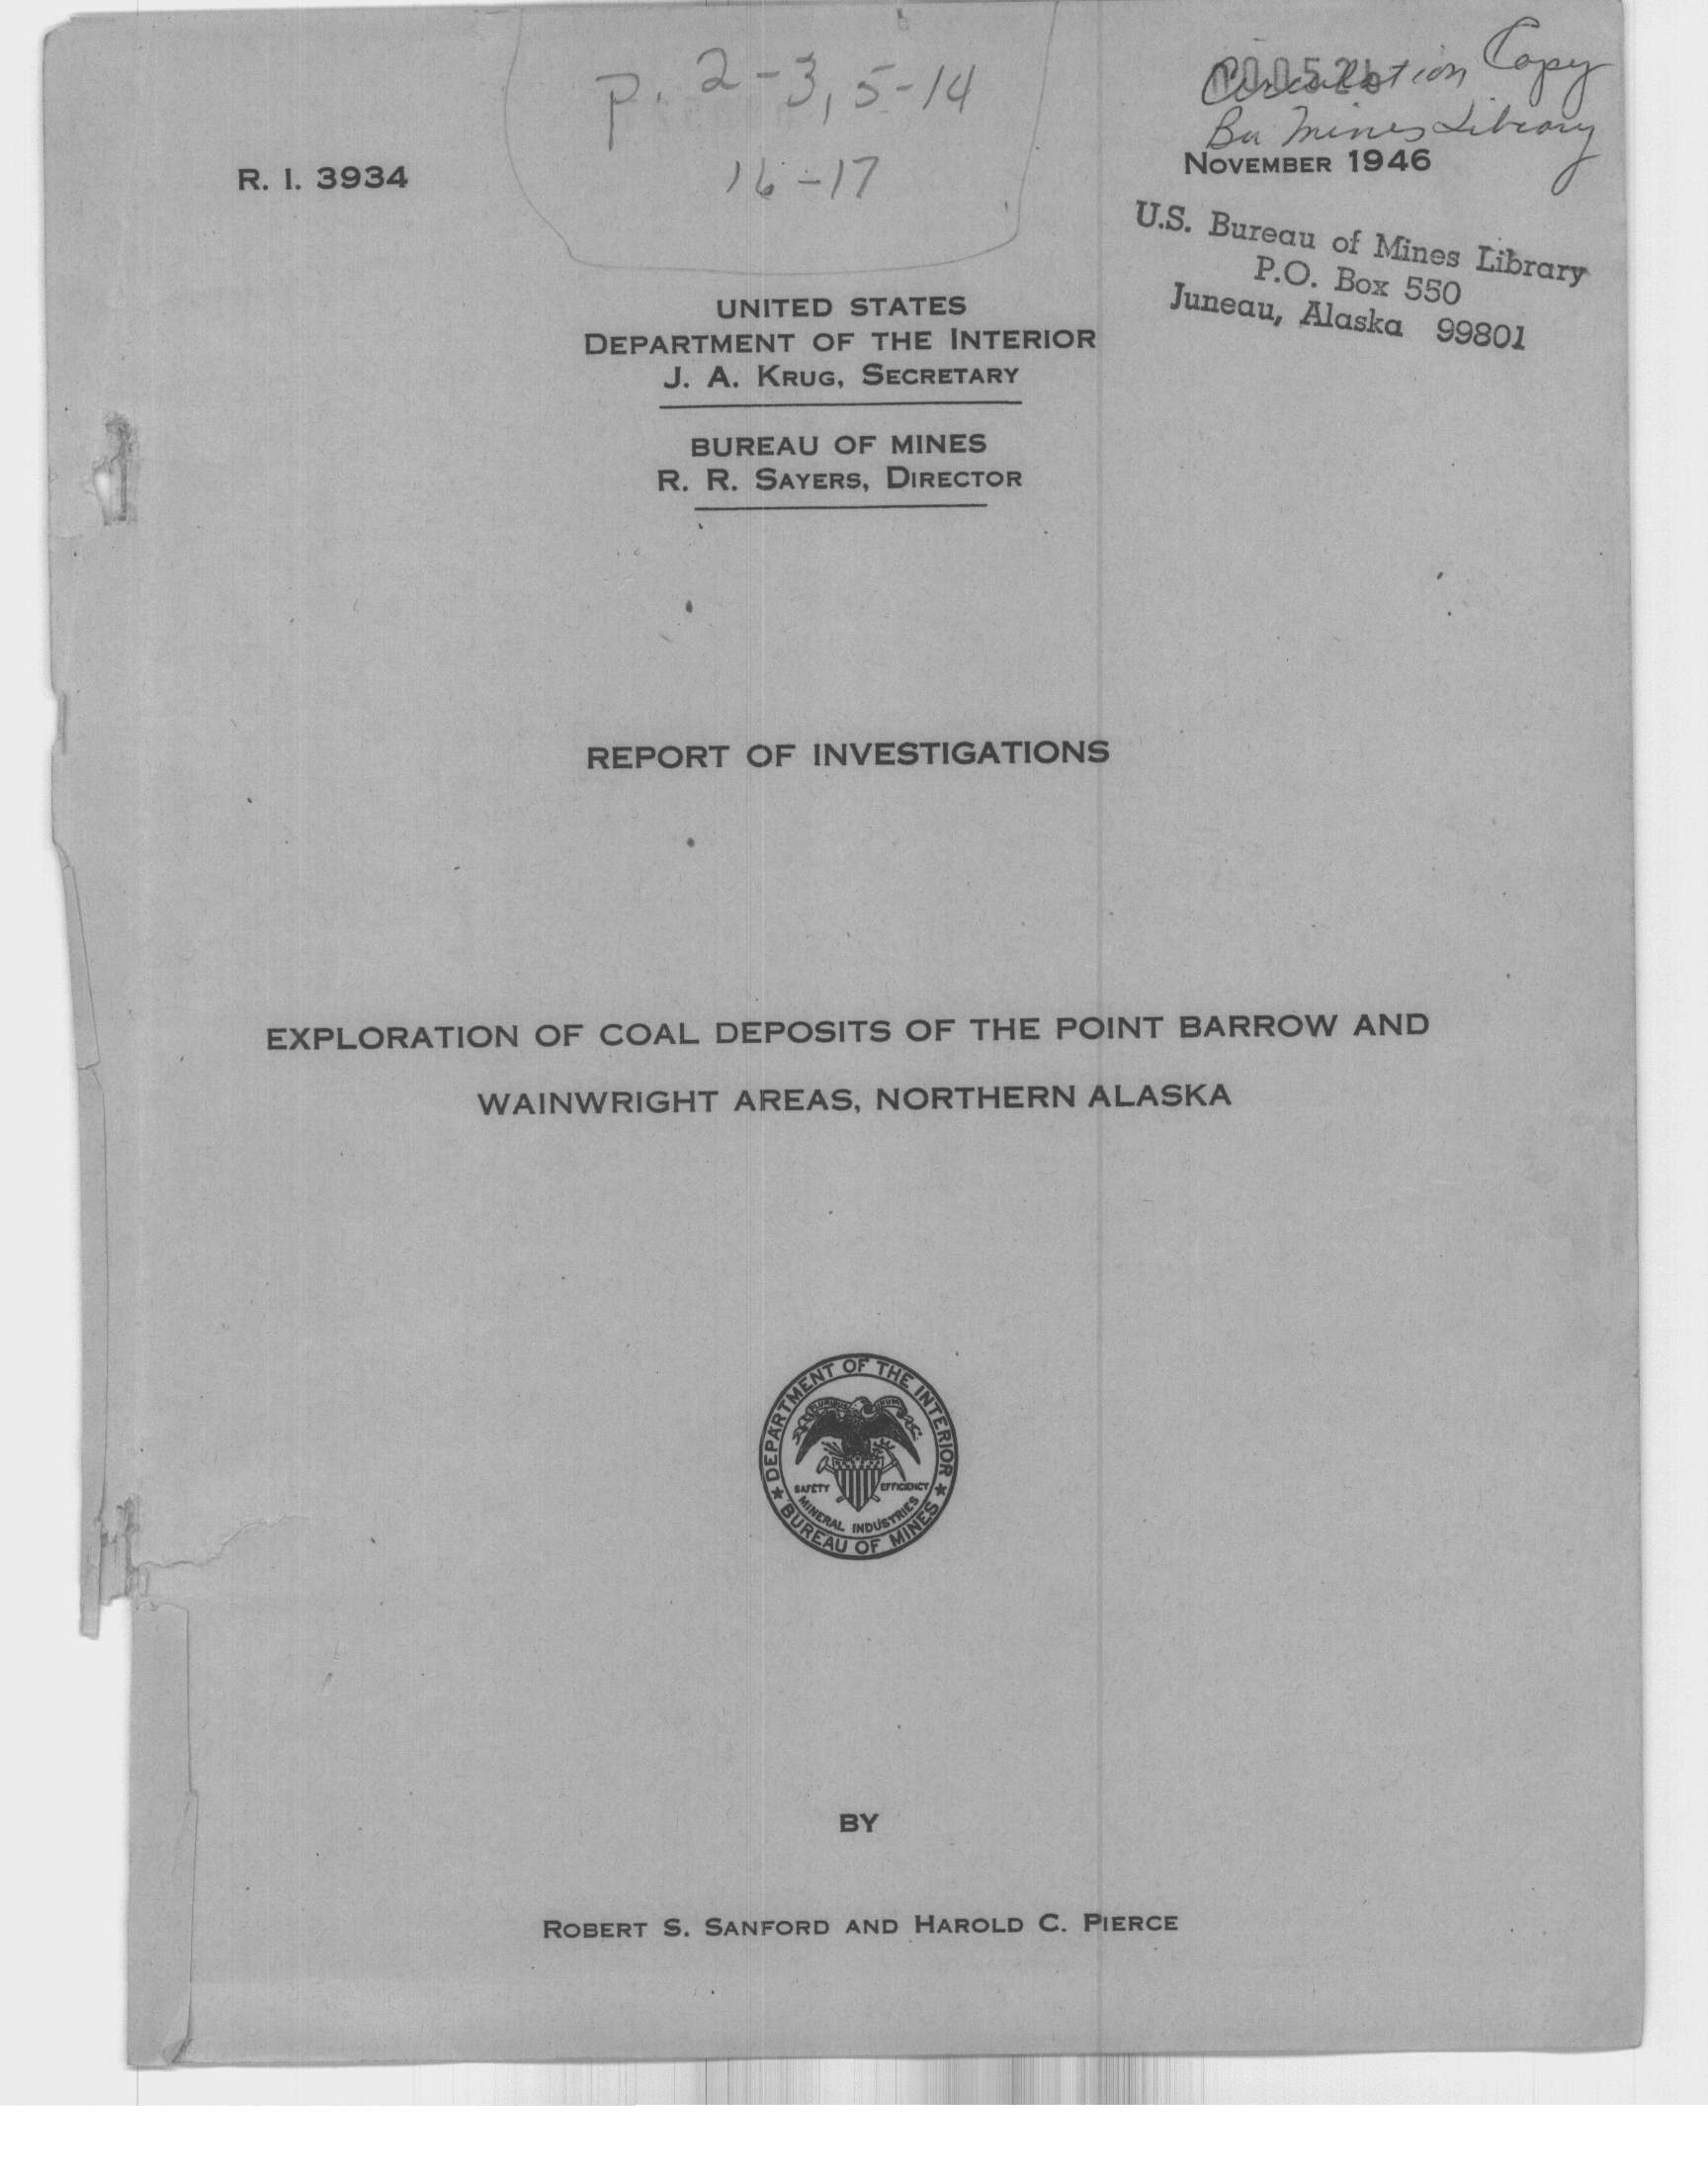 p. 2-3, 5-14
16-17
Circulation Copy
Bu Mines Library
R. I. 3934
NOVEMBER 1946
U.S. Bureau of Mines Library
P.O. Box 550
Juneau, Alaska 99801
UNITED STATES
DEPARTMENT OF THE INTERIOR
J. A. KRUG, SECRETARY
BUREAU OF MINES
R. R. SAYERS, DIRECTOR
REPORT OF INVESTIGATIONS
EXPLORATION OF COAL DEPOSITS OF THE POINT BARROW AND
WAINWRIGHT AREAS, NORTHERN ALASKA
DEPARTMENT OF THE INTERIOR
SAFETY EFFICIENCY
MINERAL INDUSTRIES
★ BUREAU OF MINES ★
BY
ROBERT S. SANFORD AND HAROLD C. PIERCE